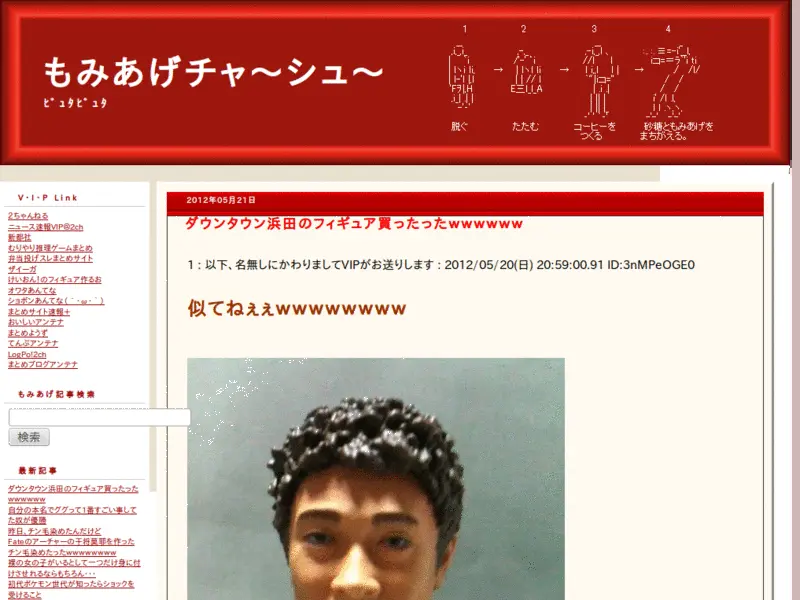 もみあげチャ〜シュ〜
ﾋﾟｭﾀﾋﾟｭﾀ
1 2 3 4
→ → →
脱ぐ たたむ コーヒーを つくる 砂糖ともみあげを まちがえる。
V・I・P Link
2ちゃんねる
ニュース速報VIP@2ch
新都社
むりやり推理ゲームまとめ
弁当投げスレまとめサイト
ザイーガ
けいおん!のフィギュア作るお
オワタあんてな
ショボンあんてな(｀・ω・´)
まとめサイト速報+
おいしいアンテナ
まとめようず
てんぷアンテナ
LogPo!2ch
まとめブログアンテナ
もみあげ記事検索
検索
最新記事
ダウンタウン浜田のフィギュア買ったった
wwwwww
自分の本名でググって1番すごい事して
た奴が優勝
昨日、チン毛染めたんだけど
Fateのアーチャーの干将莫耶を作った
チン毛染めたったwwwwwwww
裸の女の子がいるとして一つだけ身に付
けさせれるならもちろん・・・
初代ポケモン世代が知ったらショックを
受けること
2012年05月21日
ダウンタウン浜田のフィギュア買ったったwwwwww
1 : 以下、名無しにかわりましてVIPがお送りします : 2012/05/20(日) 20:59:00.91 ID:3nMPeOGE0
似てねぇぇwwwwwwww